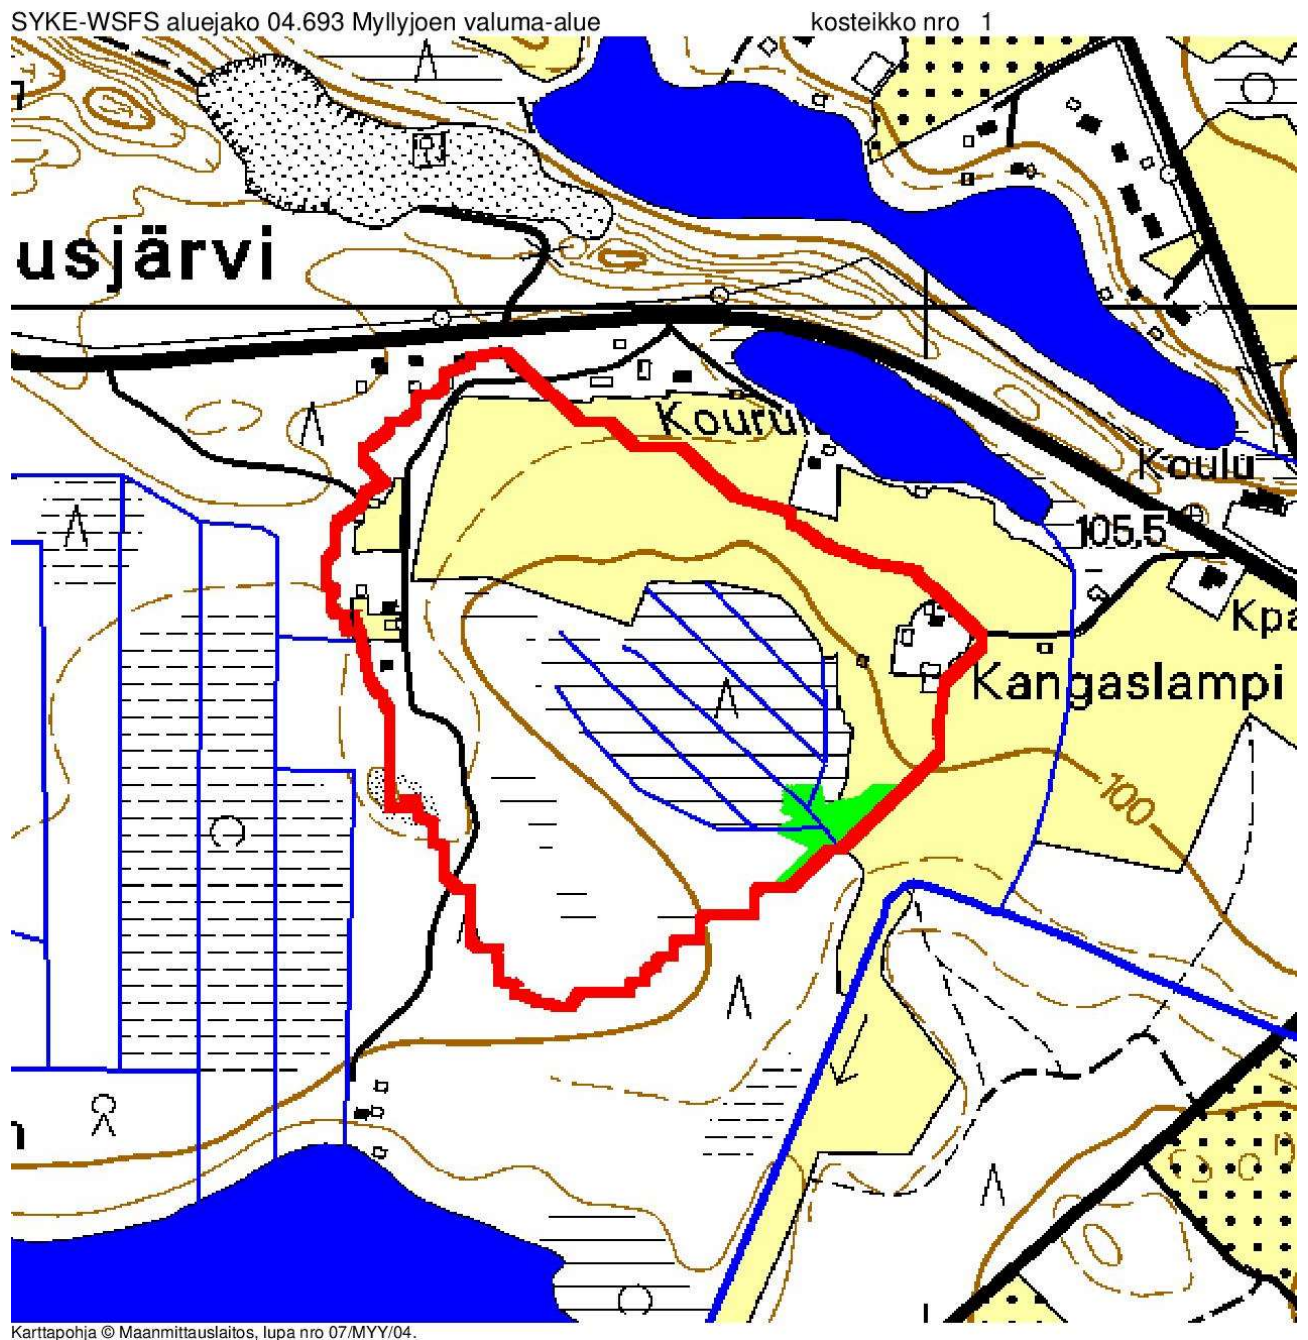 SYKE-WSFS aluejako 04.693 Myllyjoen valuma-alue kosteikko nro 1
usjärvi
Koulu
105.5
Kangaslampi
100
Karttapohja © Maanmittauslaitos, lupa nro 07/MYY/04.